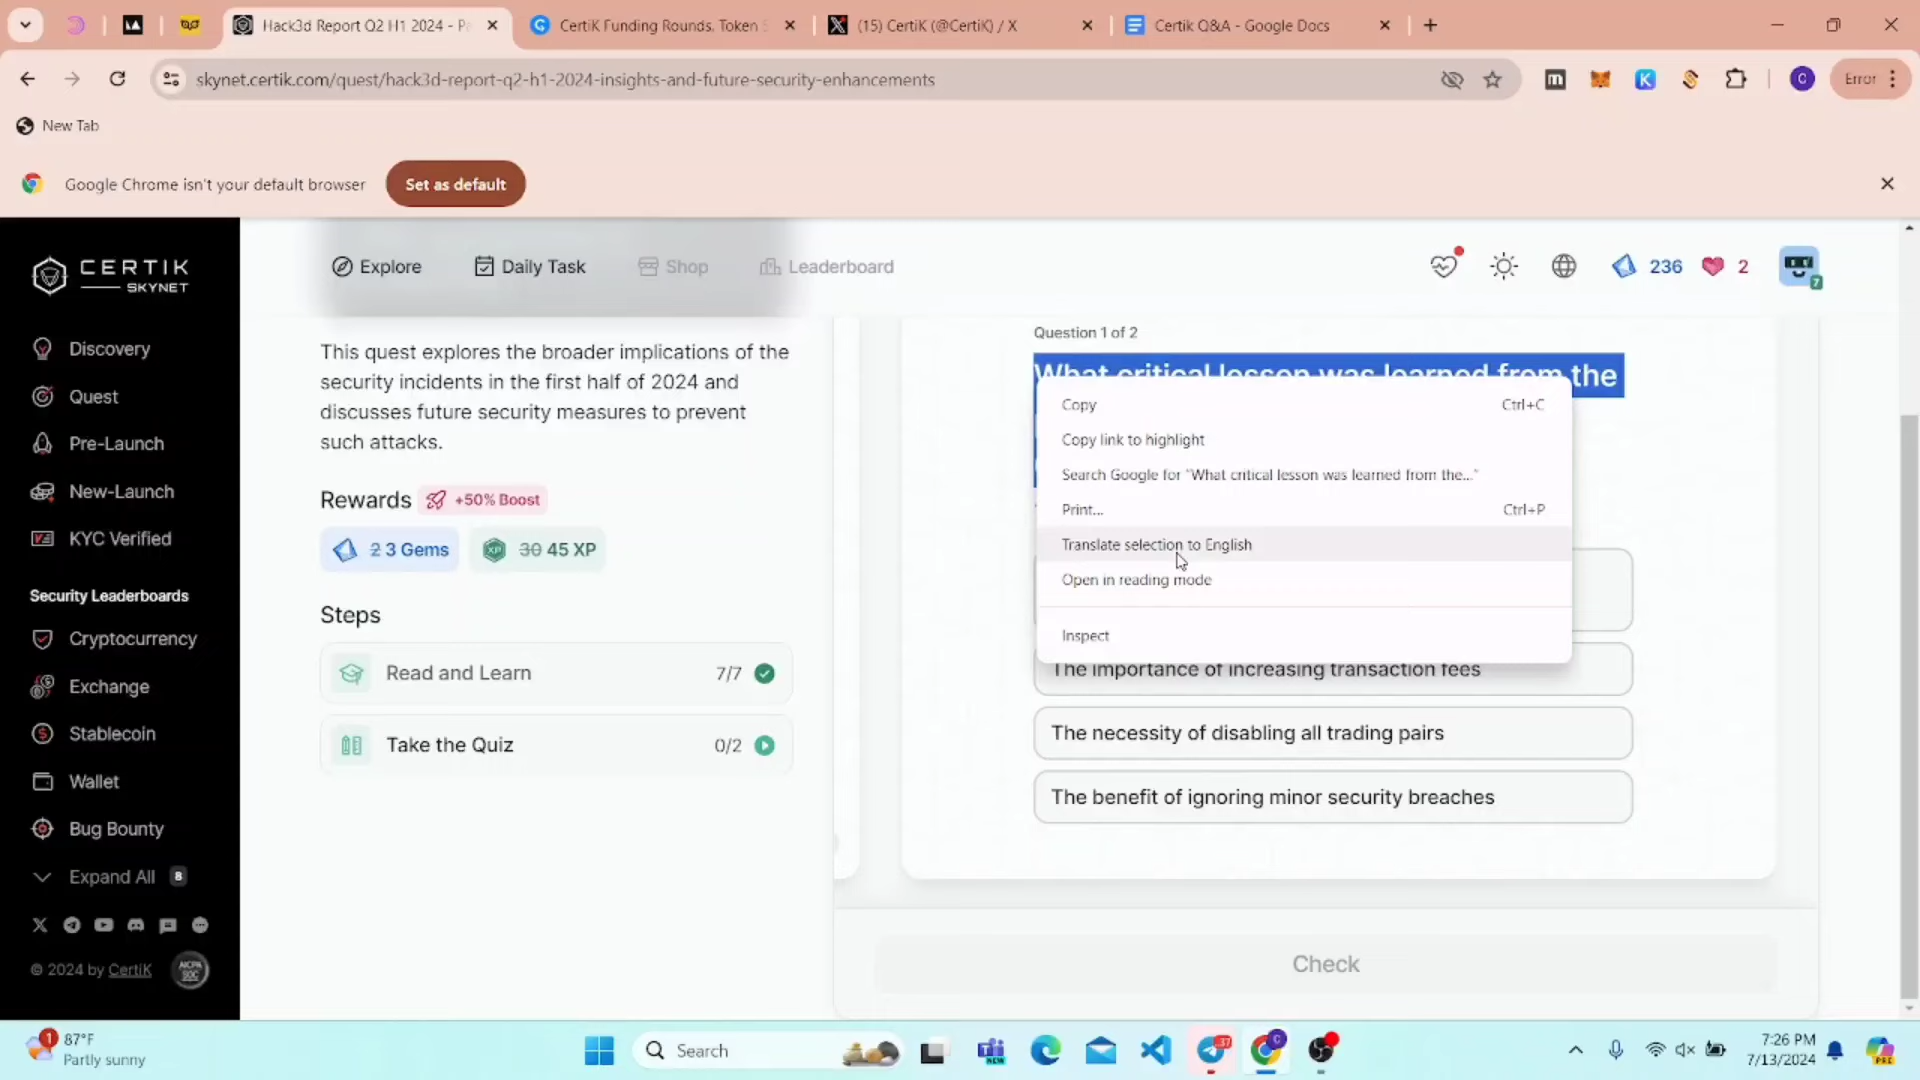 Hack3d Report Q2 H1 2024 - Pa
CertiK Funding Rounds, Token S
(15) CertiK (@CertiK) / X
Certik Q&A - Google Docs
skynet.certik.com/quest/hack3d-report-q2-h1-2024-insights-and-future-security-enhancements
C
Error
New Tab
Google Chrome isn't your default browser
Set as default
CERTIK
SKYNET
Explore
Daily Task
Shop
Leaderboard
236
2
7
Discovery
Quest
Pre-Launch
New-Launch
KYC Verified
Security Leaderboards
Cryptocurrency
Exchange
Stablecoin
Wallet
Bug Bounty
Expand All
8
© 2024 by CertiK
AICPA
SOC
This quest explores the broader implications of the
security incidents in the first half of 2024 and
discusses future security measures to prevent
such attacks.
Rewards
+50% Boost
2 3 Gems
XP
30 45 XP
Steps
Read and Learn
7/7
Take the Quiz
0/2
Question 1 of 2
What critical lesson was learned from the
Copy
Ctrl+C
Copy link to highlight
Search Google for "What critical lesson was learned from the..."
Print...
Ctrl+P
Translate selection to English
Open in reading mode
Inspect
The importance of increasing transaction fees
The necessity of disabling all trading pairs
The benefit of ignoring minor security breaches
Check
1
87°F
Partly sunny
Search
NEW
37
C
7:26 PM
7/13/2024
PRE